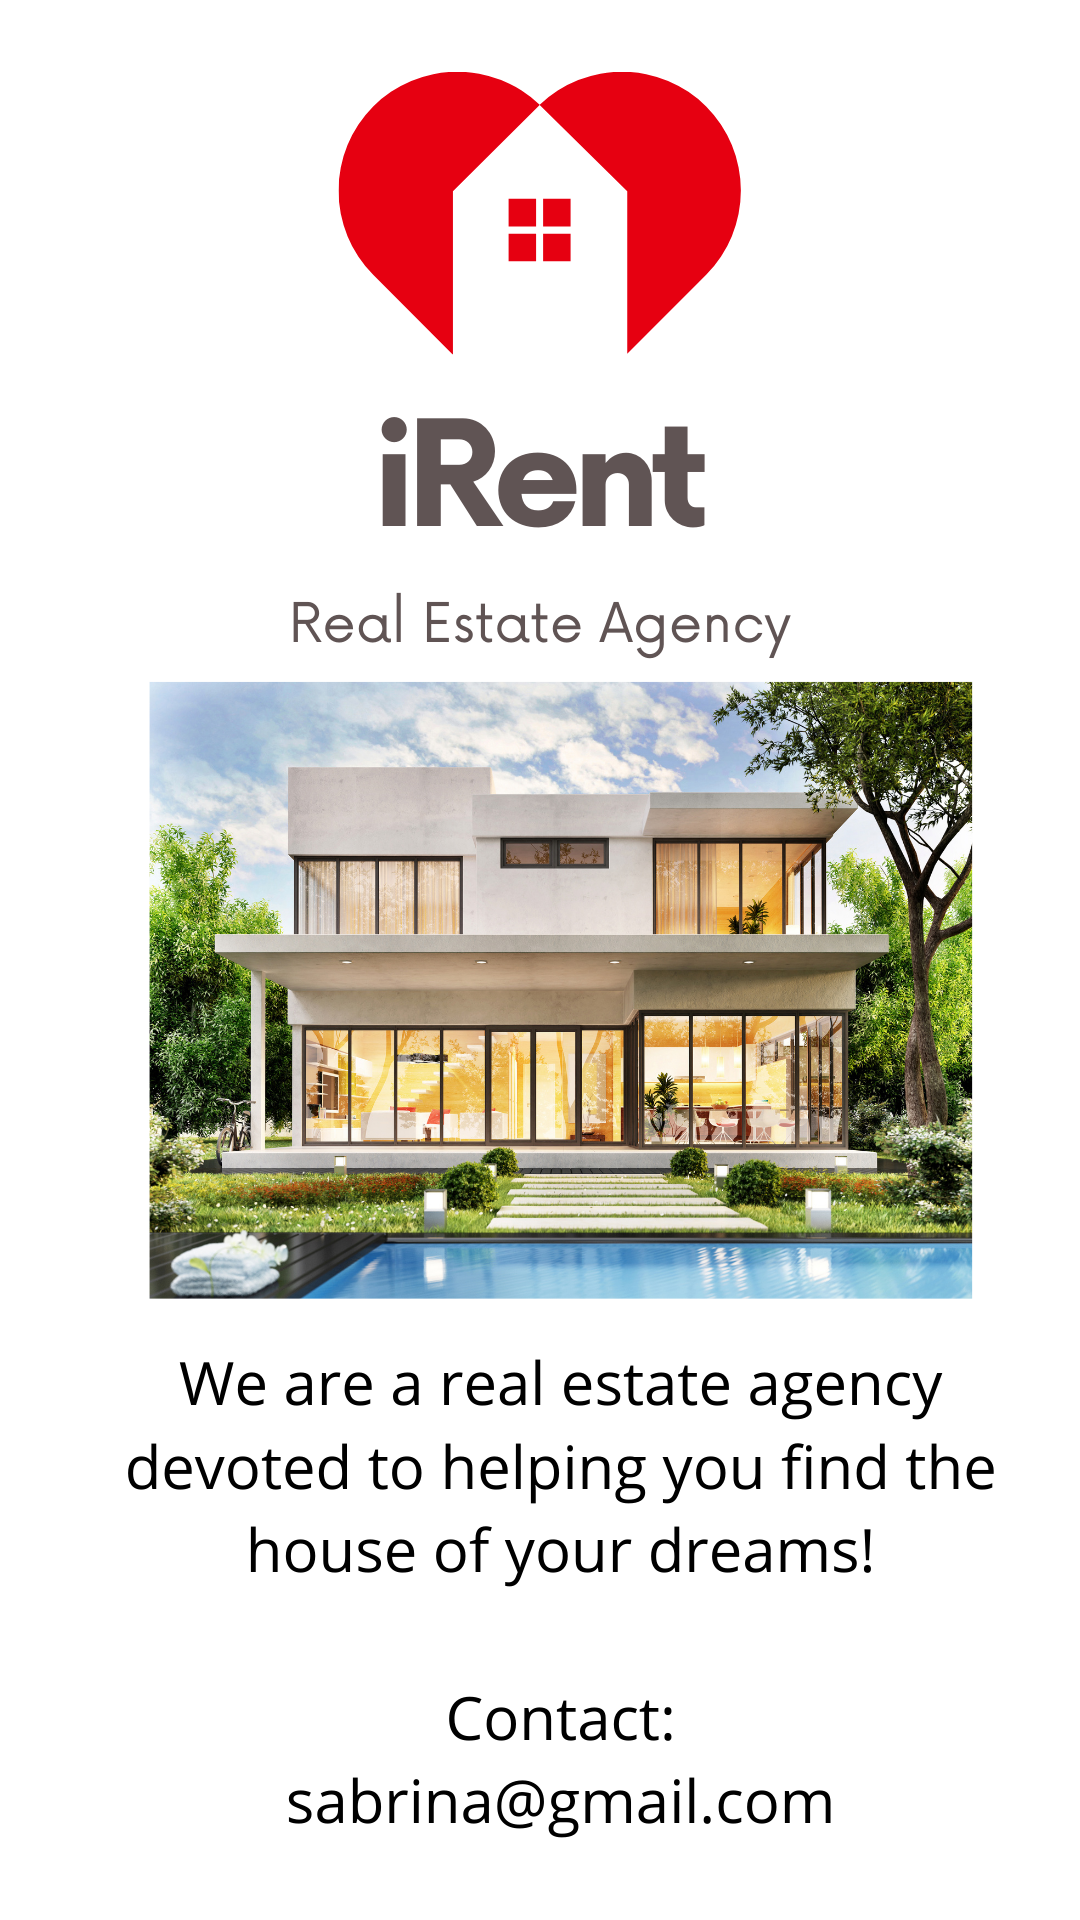 iRent
Real Estate Agency
We are a real estate agency
devoted to helping you find the
house of your dreams!
Contact:
sabrina@gmail.com